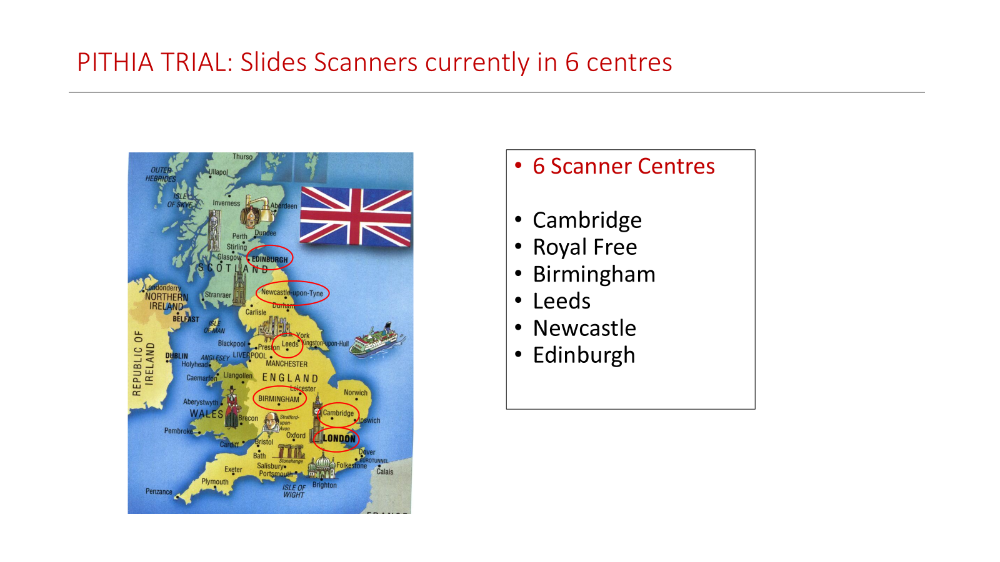 PITHIA TRIAL: Slides Scanners currently in 6 centres
Thurso
OUTER
HEBRIDES
Ullapol
ISLE
OF SKYE
Inverness
Aberdeen
Dundee
Perth
Stirling
Glasgow
EDINBURGH
SCOTLAND
Londonderry
NORTHERN
IRELAND
Stranraer
Newcastle-upon-Tyne
Durham
Carlisle
BELFAST
ISLE
OF MAN
York
Blackpool
Preston
Leeds
Kingston-upon-Hull
REPUBLIC OF
IRELAND
DUBLIN
ANGLESEY
LIVERPOOL
Holyhead
MANCHESTER
Caernarfon
Llangollen
ENGLAND
Leicester
Norwich
Aberystwyth
BIRMINGHAM
WALES
Brecon
Stratford-
upon-
Avon
Cambridge
Ipswich
Pembroke
Oxford
LONDON
Cardiff
Bristol
Bath
Stonehenge
Dover
EUROTUNNEL
Folkestone
Calais
Exeter
Salisbury
Portsmouth
Plymouth
ISLE OF
WIGHT
Brighton
Penzance
• 6 Scanner Centres
• Cambridge
• Royal Free
• Birmingham
• Leeds
• Newcastle
• Edinburgh